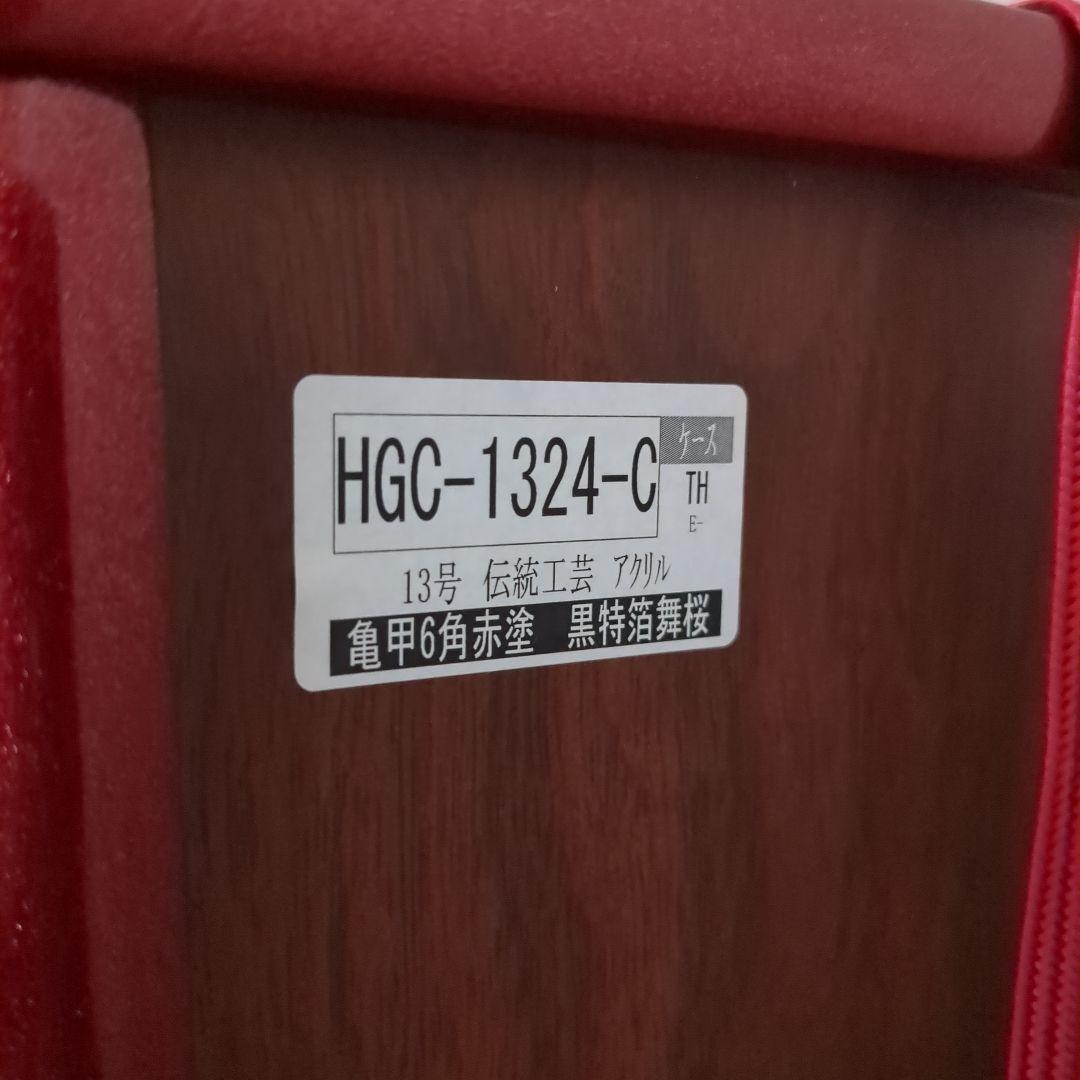 HGC-1324-C
ケース
TH
E-
13号 伝統工芸 アクリル
亀甲6角赤塗 黒特箔舞桜